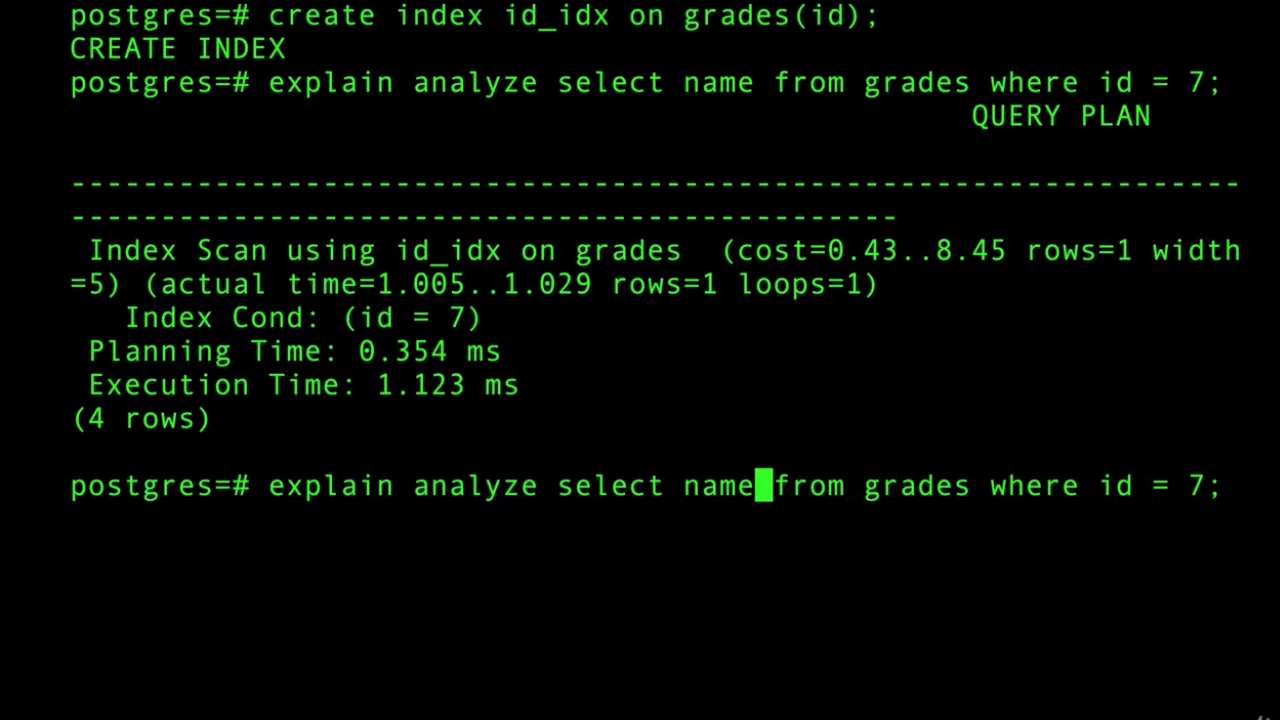 postgres=# create index id_idx on grades(id);
CREATE INDEX
postgres=# explain analyze select name from grades where id = 7;
QUERY PLAN
-----------------------------------------------------------------
----------------------------------------------
Index Scan using id_idx on grades  (cost=0.43..8.45 rows=1 width
=5) (actual time=1.005..1.029 rows=1 loops=1)
Index Cond: (id = 7)
Planning Time: 0.354 ms
Execution Time: 1.123 ms
(4 rows)
postgres=# explain analyze select name from grades where id = 7;